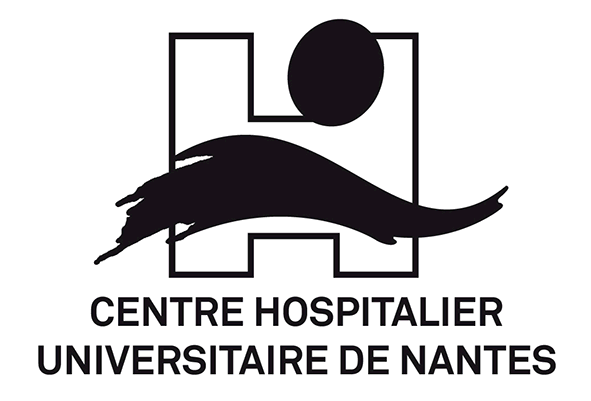 CENTRE HOSPITALIER
UNIVERSITAIRE DE NANTES